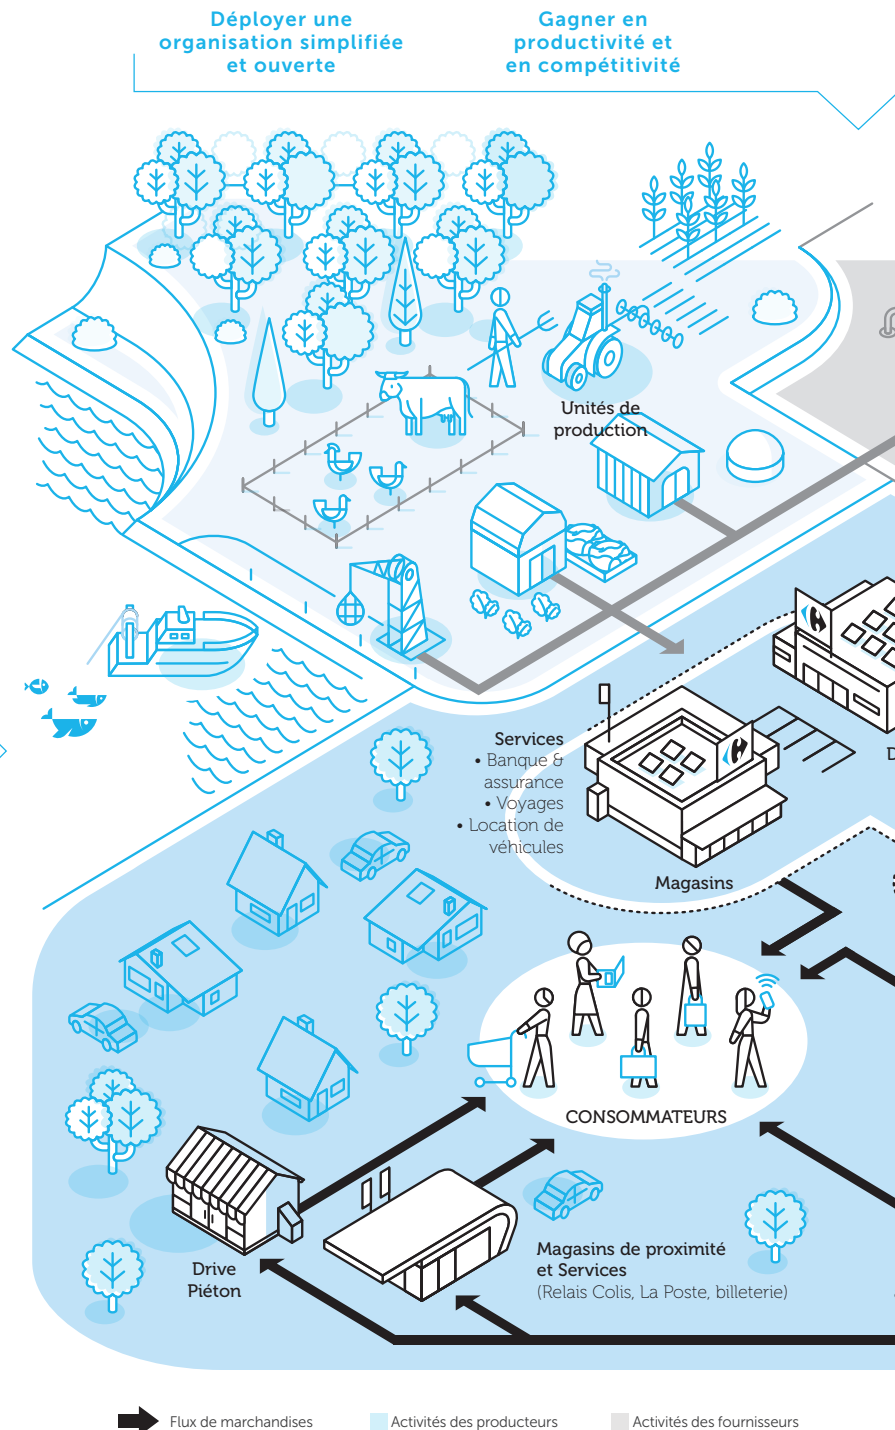 Déployer une
organisation simplifiée
et ouverte
Gagner en
productivité et
en compétitivité
Unités de
production
Services
• Banque &
assurance
• Voyages
• Location de
véhicules
Magasins
D
CONSOMMATEURS
Drive
Piéton
Magasins de proximité
et Services
(Relais Colis, La Poste, billeterie)
Flux de marchandises
Activités des producteurs
Activités des fournisseurs